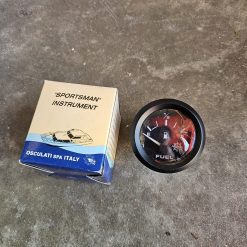 'SPORTSMAN'
INSTRUMENT
OSCULATI SPA ITALY
FUEL